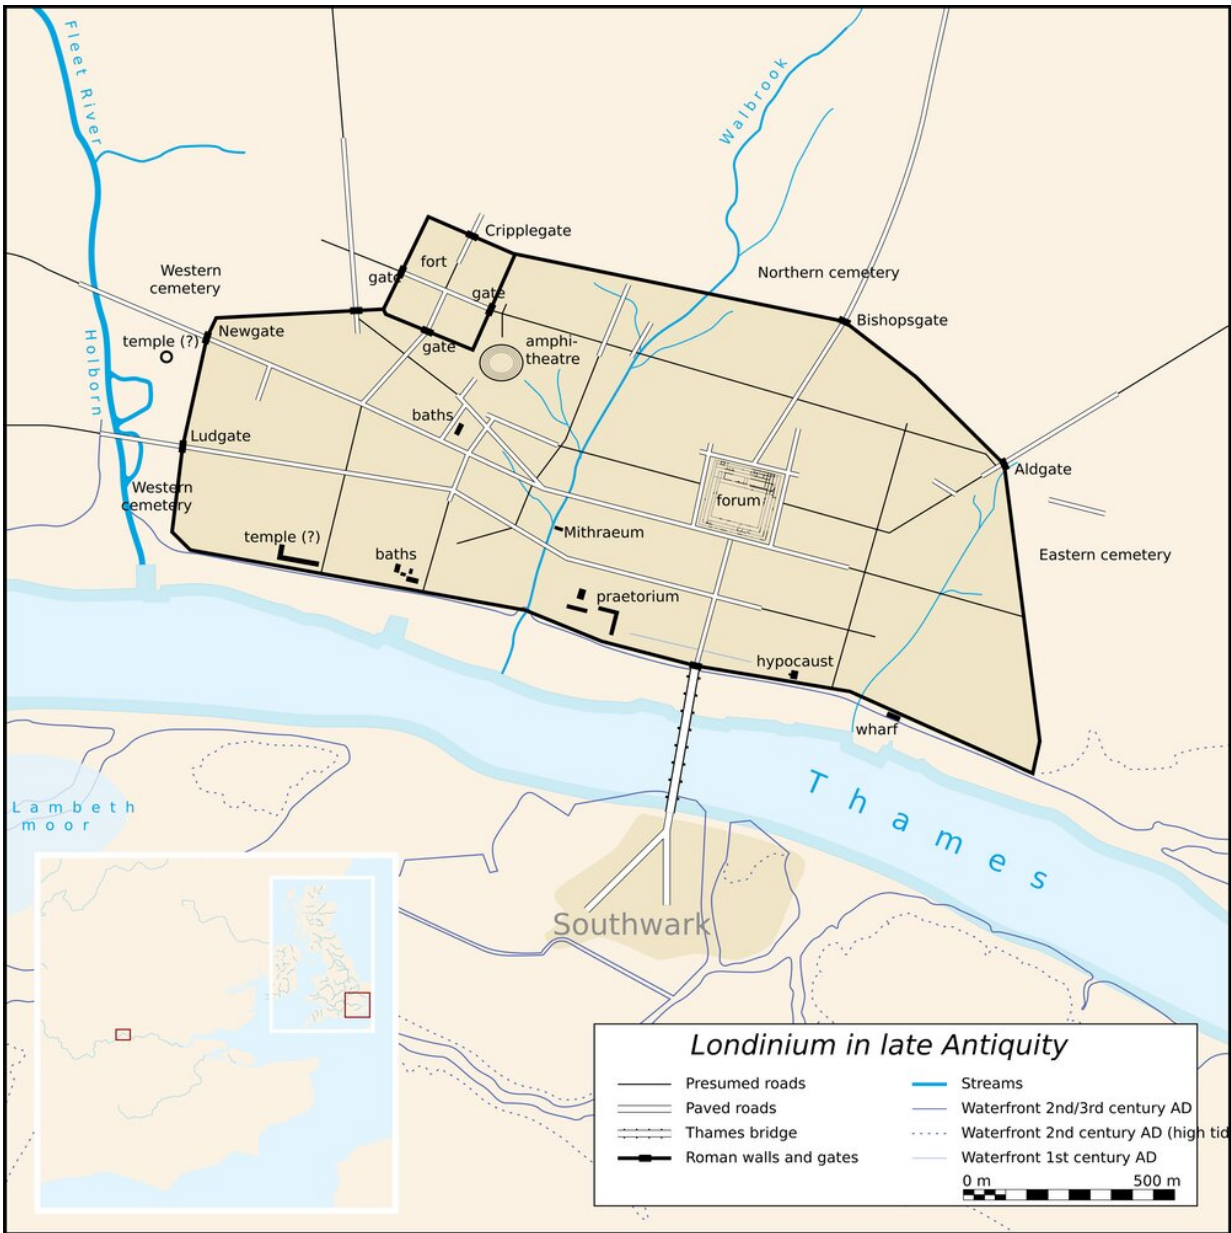 Fleet River
Walbrook
Cripplegate
fort
Western
cemetery
gate
gate
Northern cemetery
Newgate
temple (?)
gate
amphi-
theatre
Bishopsgate
Holborn
baths
Ludgate
Aldgate
Western
cemetery
forum
temple (?)
baths
Mithraeum
Eastern cemetery
praetorium
hypocaust
wharf
Thames
Lambeth
moor
Southwark
Londinium in late Antiquity
Presumed roads
Paved roads
Thames bridge
Roman walls and gates
Streams
Waterfront 2nd/3rd century AD
Waterfront 2nd century AD (high tid
Waterfront 1st century AD
0 m 500 m